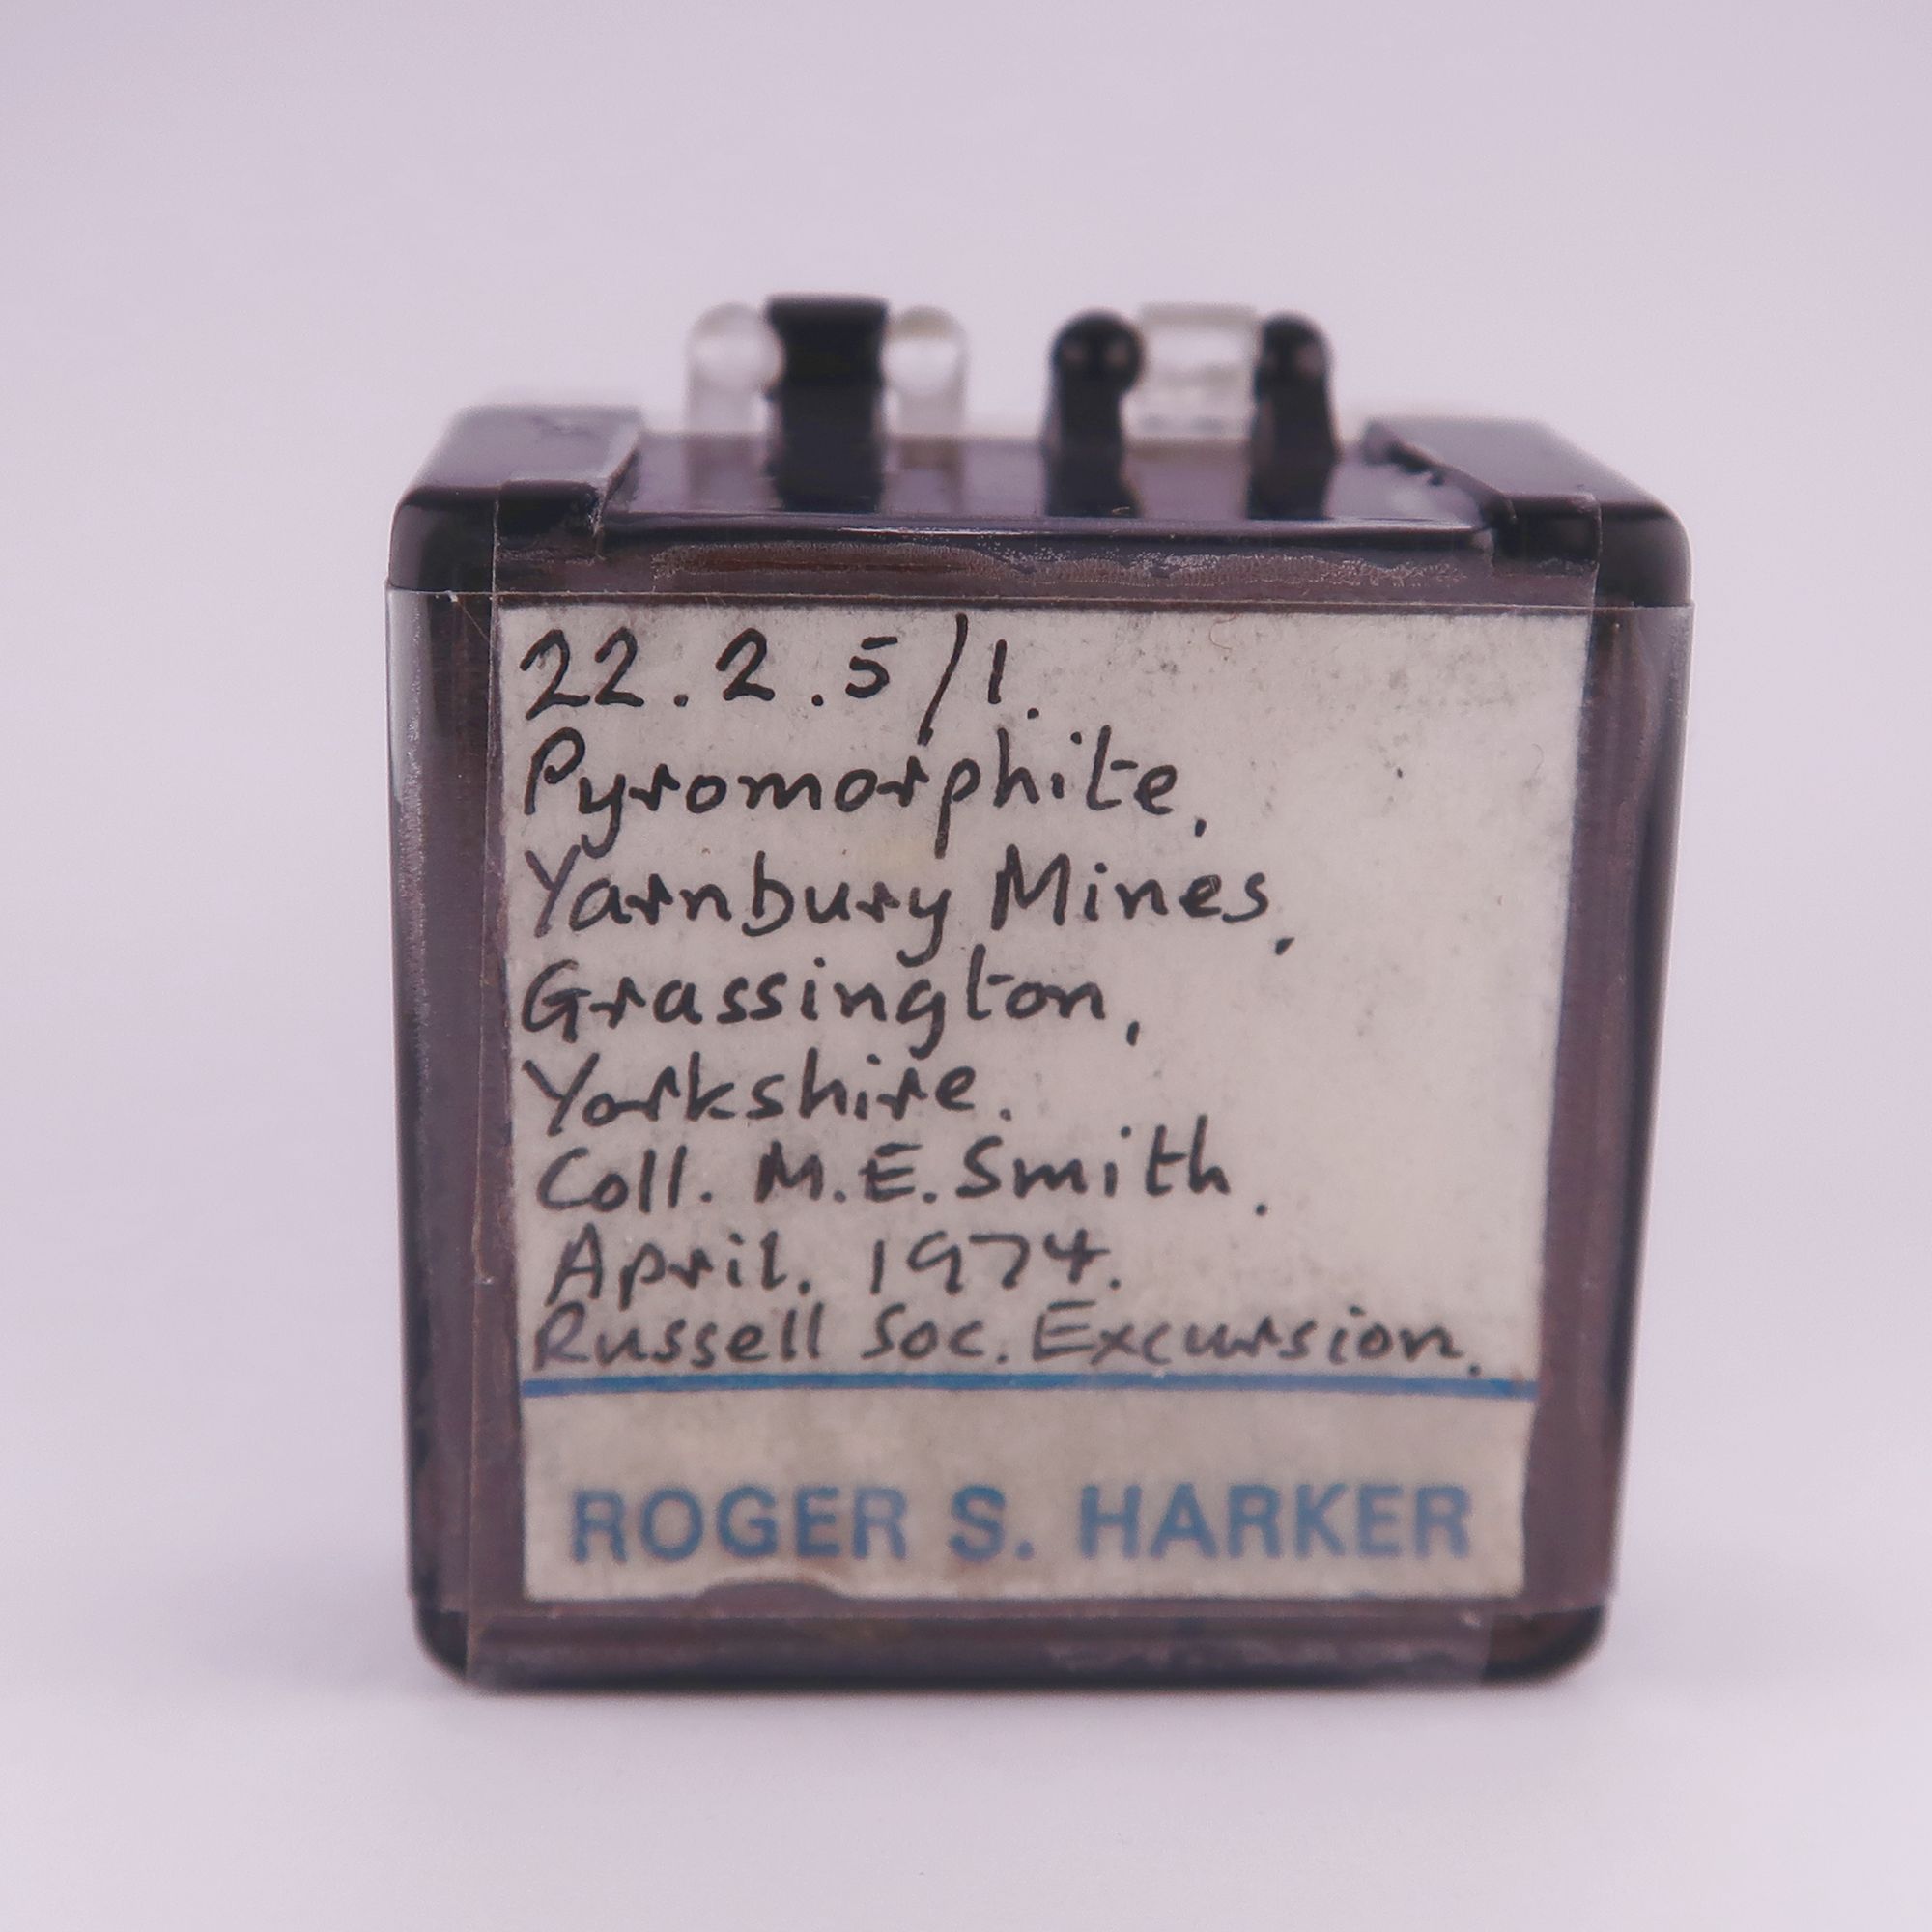 22.2.5/1.
Pyromorphite,
Yarnbury Mines,
Grassington,
Yorkshire.
Coll. M.E. Smith.
April. 1974.
Russell Soc. Excursion.
ROGER S. HARKER